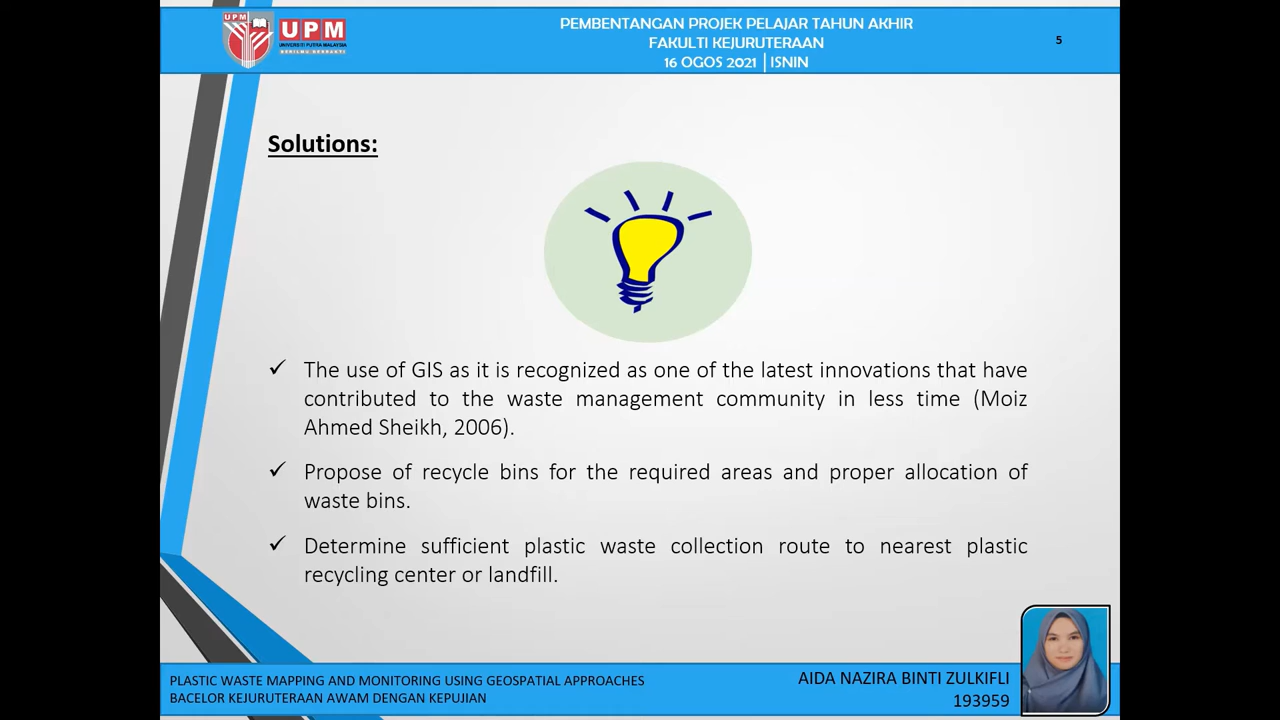 UPM
UPM
UNIVERSITI PUTRA MALAYSIA
BERILMU BERBAKTI
PEMBENTANGAN PROJEK PELAJAR TAHUN AKHIR
FAKULTI KEJURUTERAAN
16 OGOS 2021 | ISNIN
5
Solutions:
✓ The use of GIS as it is recognized as one of the latest innovations that have
contributed to the waste management community in less time (Moiz
Ahmed Sheikh, 2006).
✓ Propose of recycle bins for the required areas and proper allocation of
waste bins.
✓ Determine sufficient plastic waste collection route to nearest plastic
recycling center or landfill.
PLASTIC WASTE MAPPING AND MONITORING USING GEOSPATIAL APPROACHES
BACELOR KEJURUTERAAN AWAM DENGAN KEPUJIAN
AIDA NAZIRA BINTI ZULKIFLI
193959